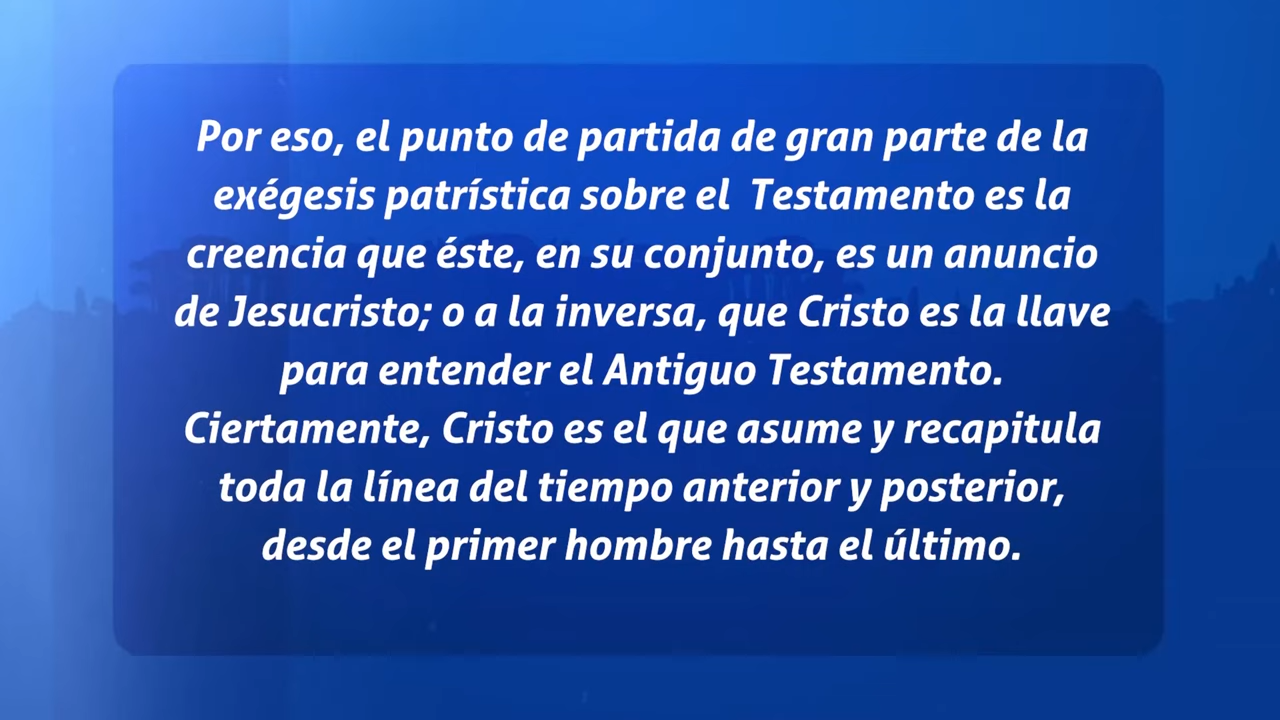 Por eso, el punto de partida de gran parte de la
exégesis patrística sobre el  Testamento es la
creencia que éste, en su conjunto, es un anuncio
de Jesucristo; o a la inversa, que Cristo es la llave
para entender el Antiguo Testamento.
Ciertamente, Cristo es el que asume y recapitula
toda la línea del tiempo anterior y posterior,
desde el primer hombre hasta el último.